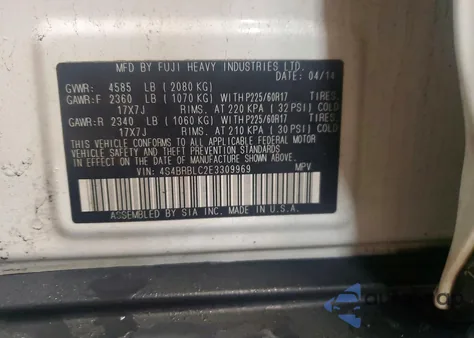 MFD BY FUJI HEAVY INDUSTRIES LTD.
DATE: 04/14
GVWR: 4585 LB (2080 KG) TIRES
GAWR:F 2360 LB (1070 KG) WITH P225/60R17
17X7J RIMS. AT 220 KPA (32 PSI) COLD
GAWR:R 2340 LB (1060 KG) WITH P225/60R17 TIRES
17X7J RIMS. AT 210 KPA (30 PSI) COLD
THIS VEHICLE CONFORMS TO ALL APPLICABLE FEDERAL MOTOR
VEHICLE SAFETY AND THEFT PREVENTION STANDARDS
IN EFFECT ON THE DATE OF MANUFACTURE SHOWN ABOVE.
VIN: 4S4BRBLC2E3309969 MPV
ASSEMBLED BY SIA INC. MADE IN U.S.A.